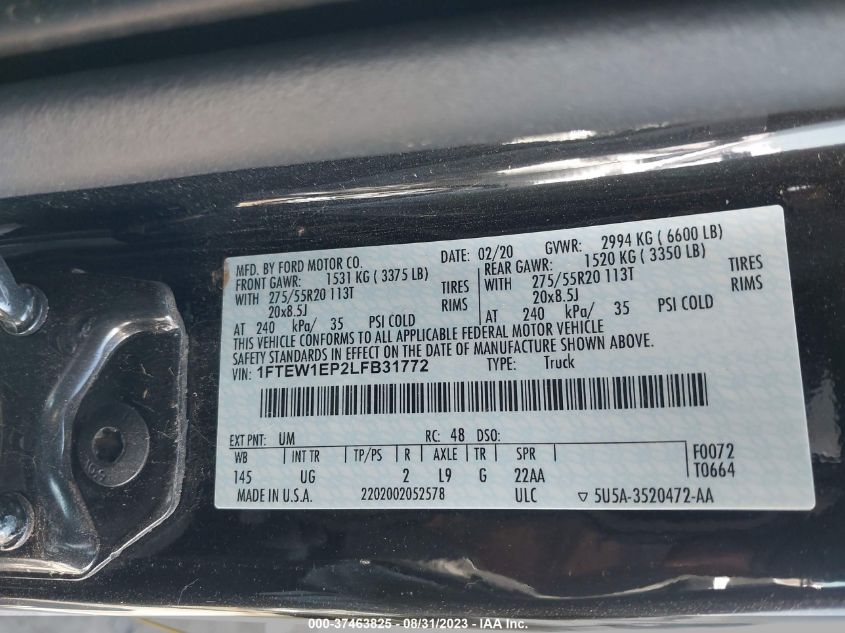 MFD. BY FORD MOTOR CO.
DATE: 02/20 GVWR: 2994 KG ( 6600 LB)
FRONT GAWR: 1531 KG ( 3375 LB) REAR GAWR: 1520 KG ( 3350 LB)
WITH 275/55R20 113T TIRES WITH 275/55R20 113T TIRES
20x8.5J RIMS 20x8.5J RIMS
AT 240 kPa/ 35 PSI COLD AT 240 kPa/ 35 PSI COLD
THIS VEHICLE CONFORMS TO ALL APPLICABLE FEDERAL MOTOR VEHICLE
SAFETY STANDARDS IN EFFECT ON THE DATE OF MANUFACTURE SHOWN ABOVE.
VIN: 1FTEW1EP2LFB31772 TYPE: Truck
EXT PNT: UM RC: 48 DSO:
WB INT TR TP/PS R AXLE TR SPR F0072
145 UG 2 L9 G 22AA T0664
MADE IN U.S.A. 2202002052578 ULC ▽ 5U5A-3520472-AA
000-37463825 - 08/31/2023 - IAA Inc.